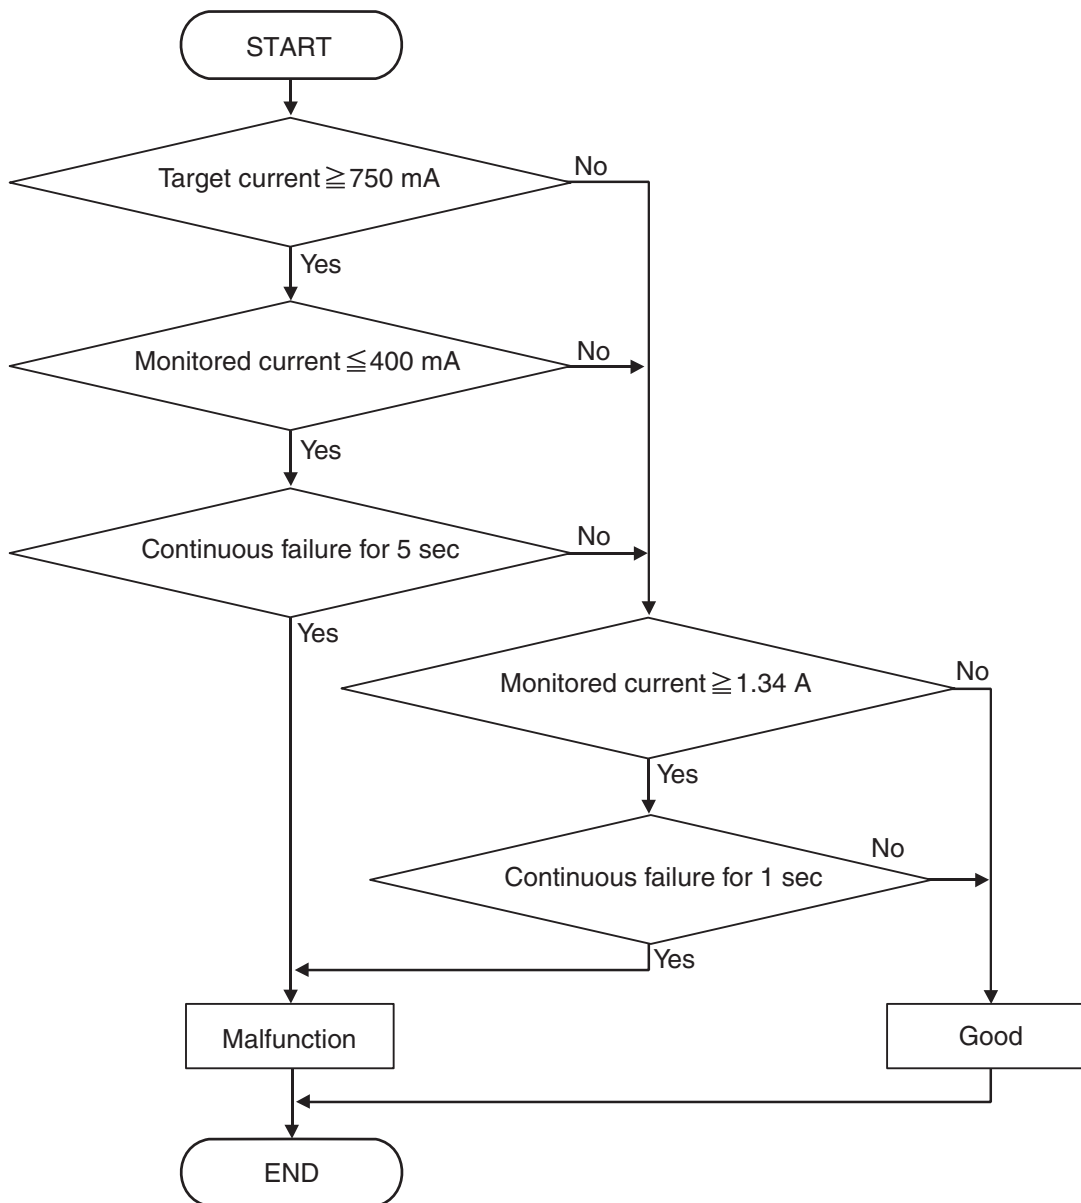 START
Target current ≧ 750 mA
No
Yes
Monitored current ≦ 400 mA
No
Yes
Continuous failure for 5 sec
No
Yes
Monitored current ≧ 1.34 A
No
Yes
Continuous failure for 1 sec
No
Yes
Malfunction
Good
END